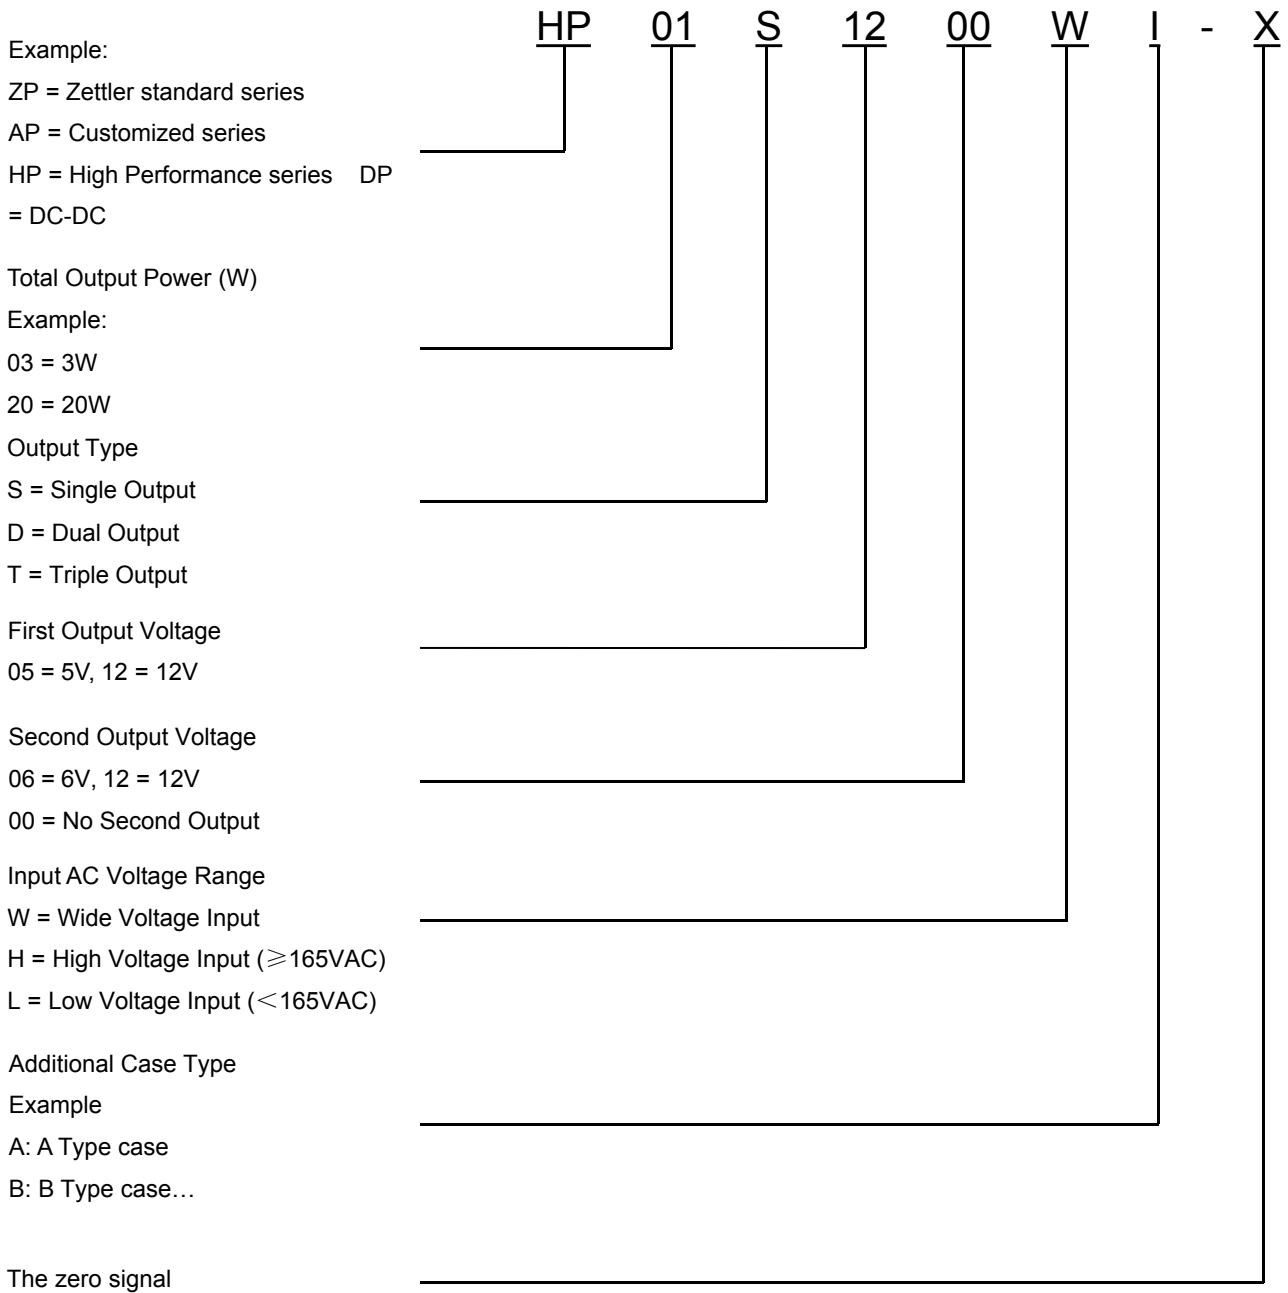 HP 01 S 12 00 W I - X
Example:
ZP = Zettler standard series
AP = Customized series
HP = High Performance series DP
= DC-DC
Total Output Power (W)
Example:
03 = 3W
20 = 20W
Output Type
S = Single Output
D = Dual Output
T = Triple Output
First Output Voltage
05 = 5V, 12 = 12V
Second Output Voltage
06 = 6V, 12 = 12V
00 = No Second Output
Input AC Voltage Range
W = Wide Voltage Input
H = High Voltage Input (≥165VAC)
L = Low Voltage Input (<165VAC)
Additional Case Type
Example
A: A Type case
B: B Type case…
The zero signal